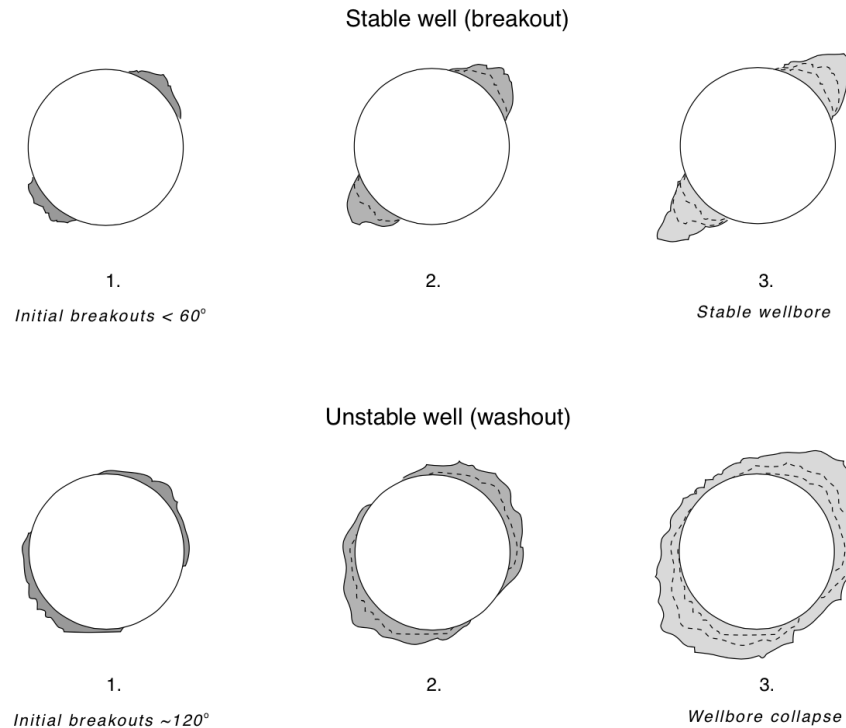 Stable well (breakout)
1.
2.
3.
Initial breakouts < 60°
Stable wellbore
Unstable well (washout)
1.
2.
3.
Initial breakouts ~120°
Wellbore collapse